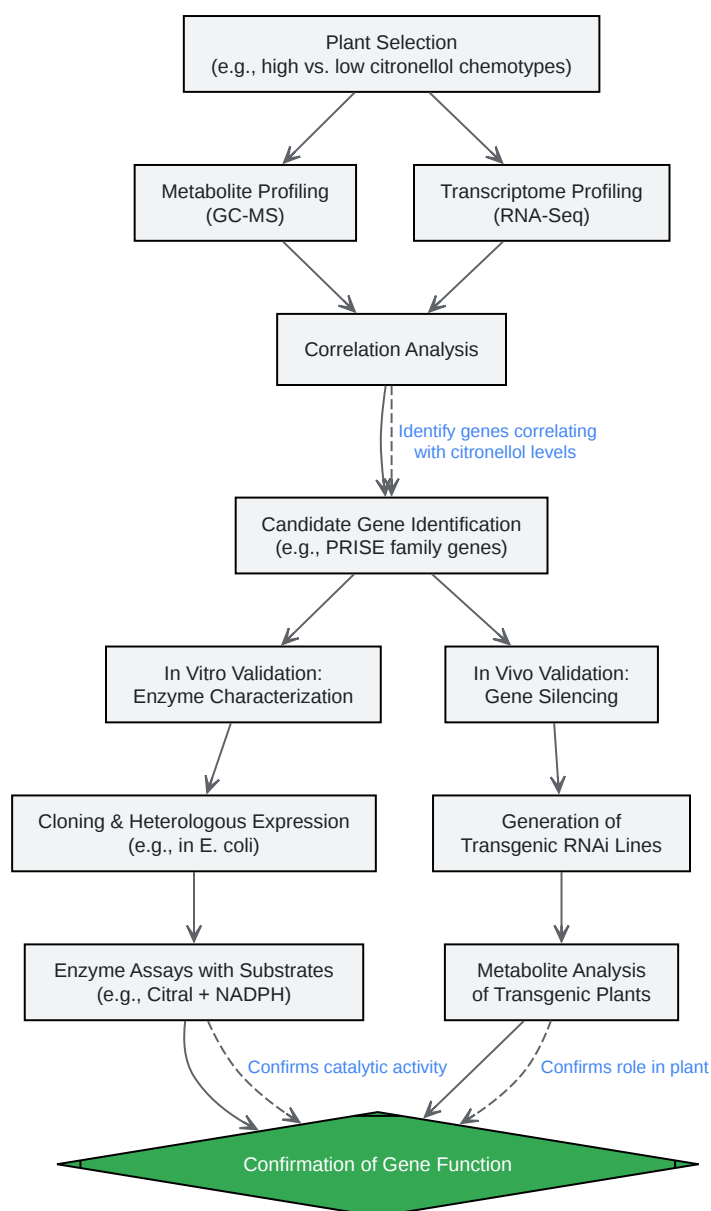 Plant Selection
(e.g., high vs. low citronellol chemotypes)
Metabolite Profiling
(GC-MS)
Transcriptome Profiling
(RNA-Seq)
Correlation Analysis
Identify genes correlating
with citronellol levels
Candidate Gene Identification
(e.g., PRISE family genes)
In Vitro Validation:
Enzyme Characterization
In Vivo Validation:
Gene Silencing
Cloning & Heterologous Expression
(e.g., in E. coli)
Generation of
Transgenic RNAi Lines
Enzyme Assays with Substrates
(e.g., Citral + NADPH)
Metabolite Analysis
of Transgenic Plants
Confirms catalytic activity
Confirms role in plant
Confirmation of Gene Function